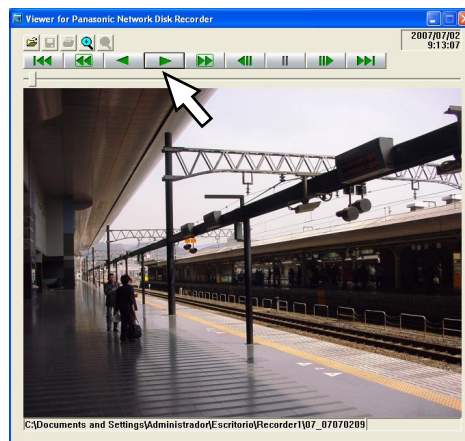 Viewer for Panasonic Network Disk Recorder
2007/07/02
9:13:07
C:\Documents and Settings\Administrador\Escritorio\Recorder1\07_07070209